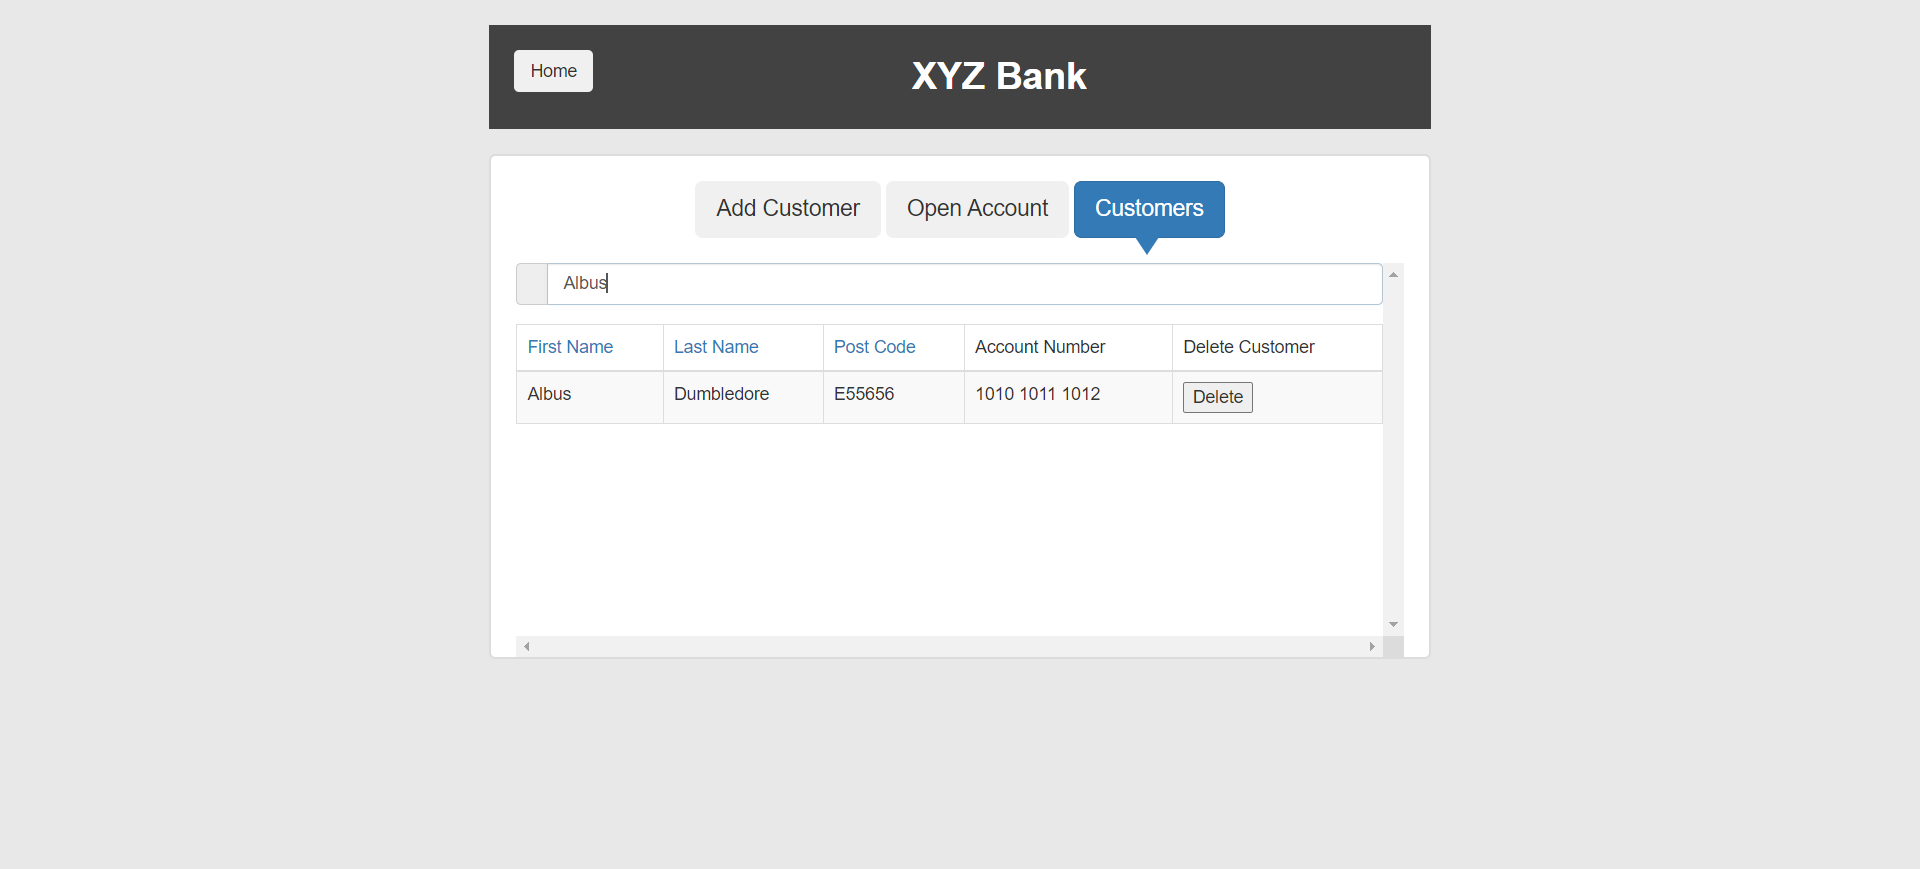 Home
XYZ Bank
Add Customer Open Account Customers
Albus
First Name Last Name Post Code Account Number Delete Customer
Albus Dumbledore E55656 1010 1011 1012 Delete